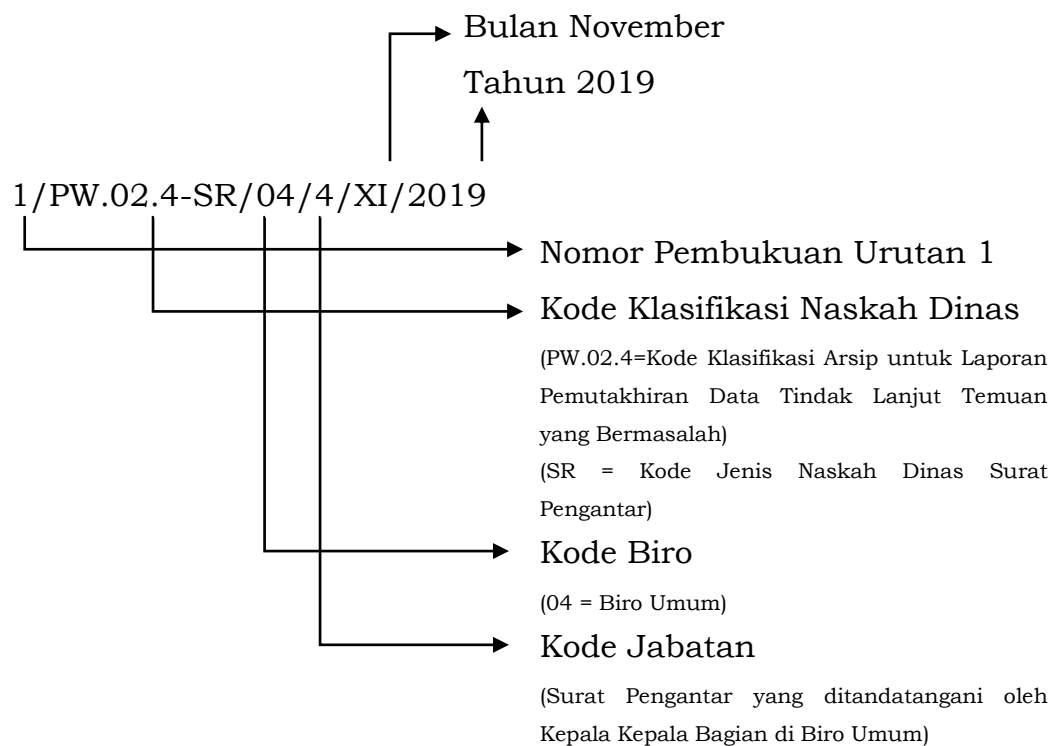 Bulan November
Tahun 2019
1/PW.02.4-SR/04/4/XI/2019
Nomor Pembukuan Urutan 1
Kode Klasifikasi Naskah Dinas
(PW.02.4=Kode Klasifikasi Arsip untuk Laporan
Pemutakhiran Data Tindak Lanjut Temuan
yang Bermasalah)
(SR = Kode Jenis Naskah Dinas Surat
Pengantar)
Kode Biro
(04 = Biro Umum)
Kode Jabatan
(Surat Pengantar yang ditandatangani oleh
Kepala Kepala Bagian di Biro Umum)